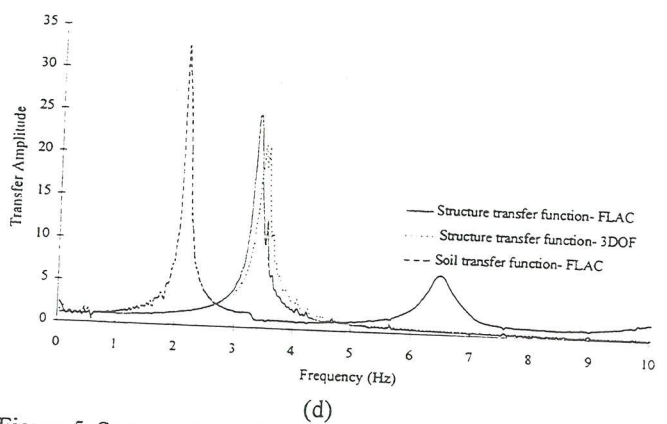 35
30
25
20
15
10
5
0
Transfer Amplitude
Structure transfer function- FLAC
Structure transfer function- 3DOF
Soil transfer function- FLAC
0 1 2 3 4 5 6 7 8 9 10
Frequency (Hz)
(d)